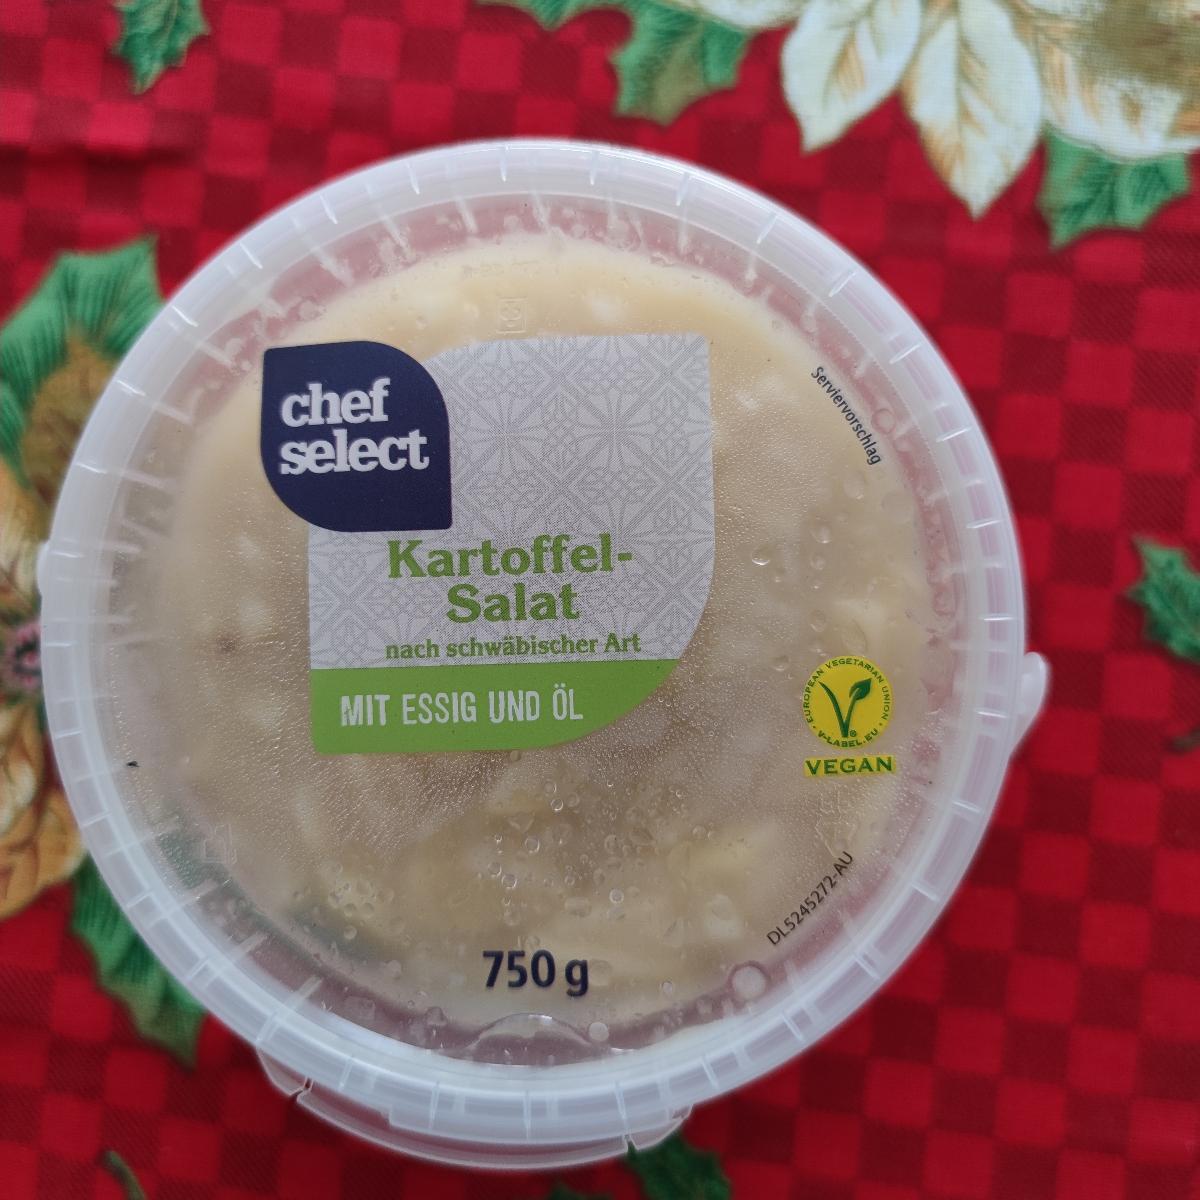 chef
select
Kartoffel-
Salat
nach schwäbischer Art
MIT ESSIG UND ÖL
Serviervorschlag
EUROPEAN VEGETARIAN UNION
V-LABEL.EU
VEGAN
DL5245272-AU
750 g